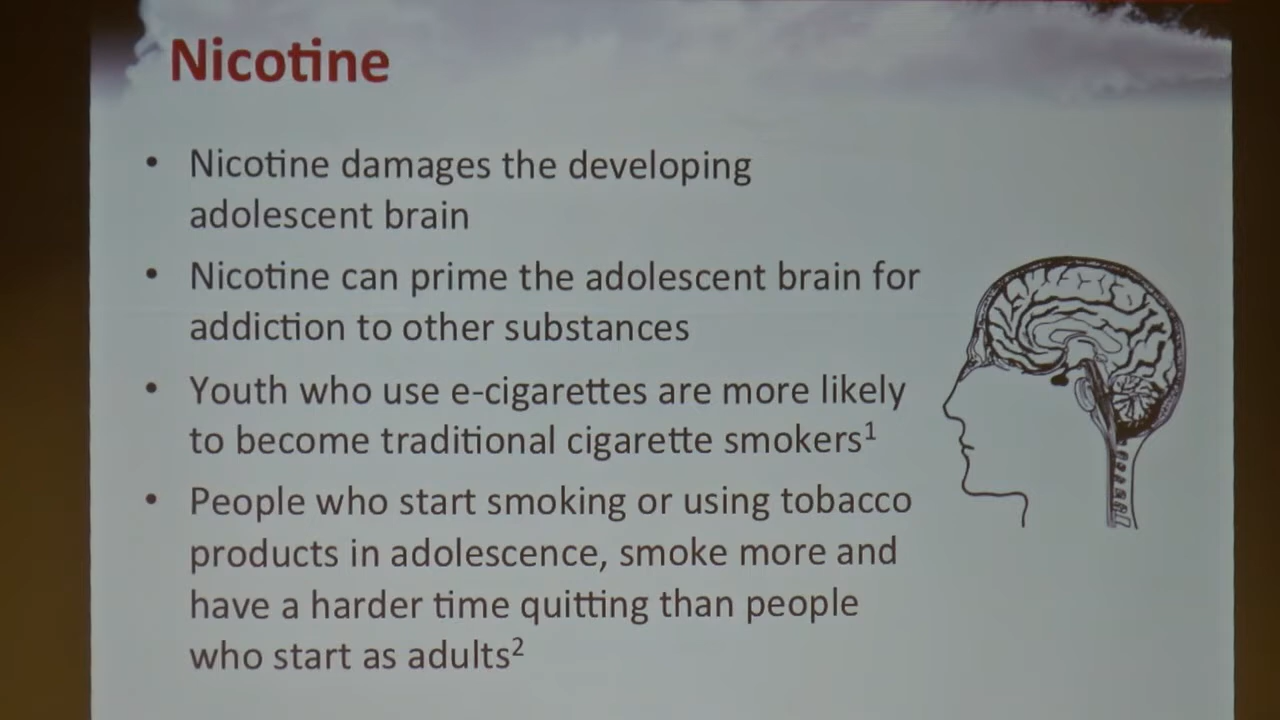 Nicotine
• Nicotine damages the developing
adolescent brain
• Nicotine can prime the adolescent brain for
addiction to other substances
• Youth who use e-cigarettes are more likely
to become traditional cigarette smokers¹
• People who start smoking or using tobacco
products in adolescence, smoke more and
have a harder time quitting than people
who start as adults²